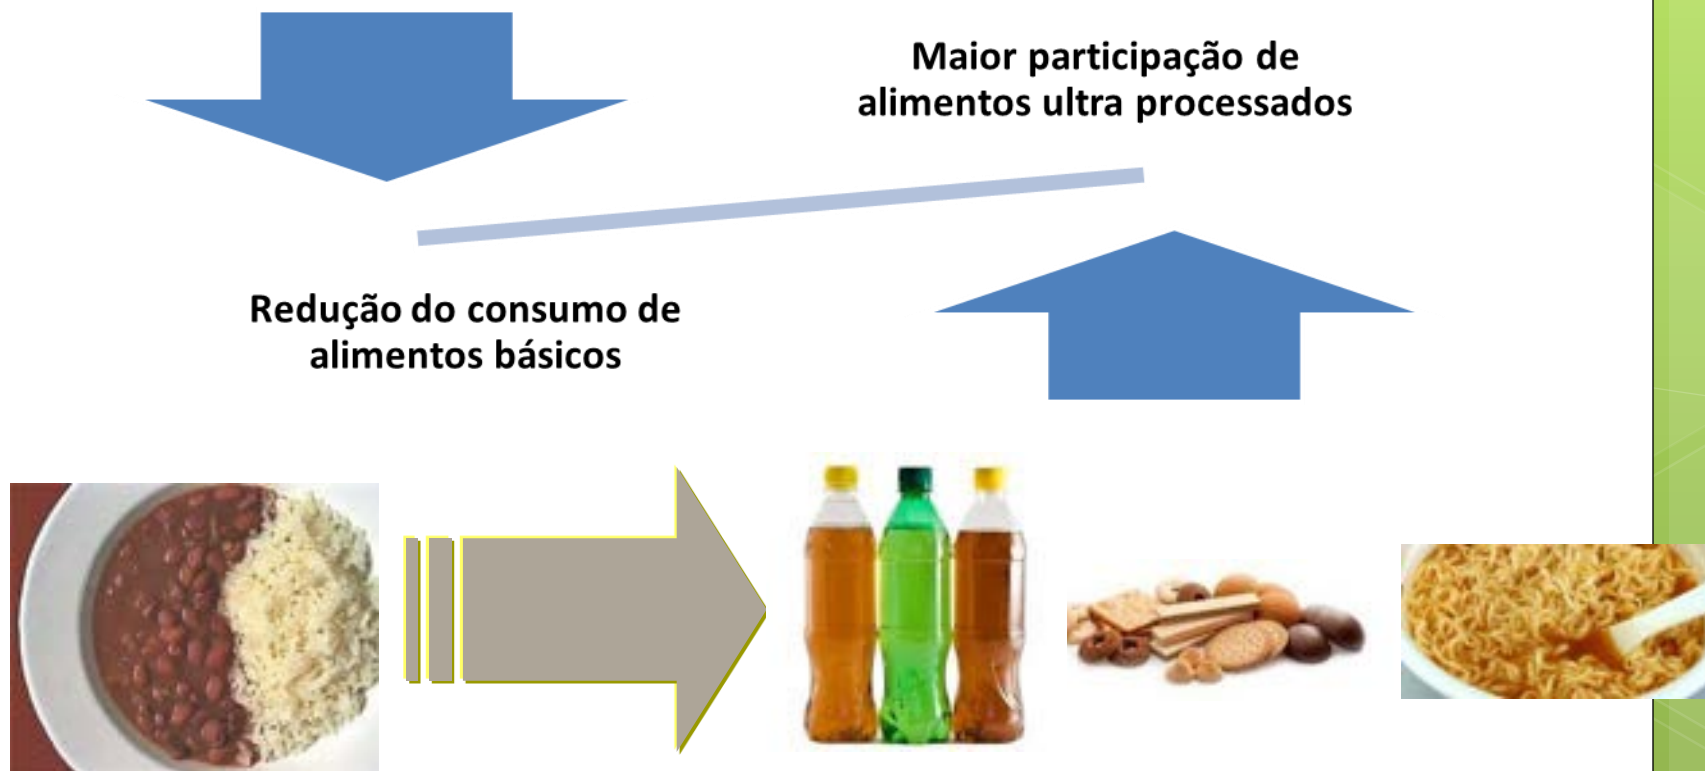 Maior participação de
alimentos ultra processados
Redução do consumo de
alimentos básicos